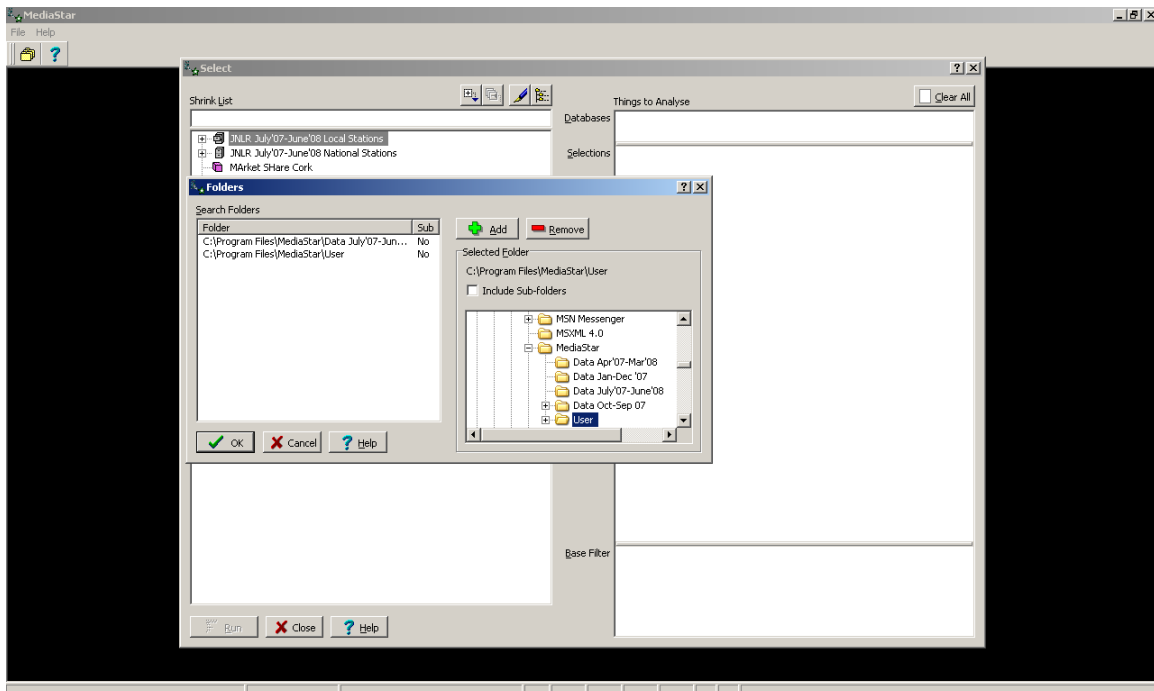 MediaStar
File Help
Select
Shrink List
Things to Analyse
Clear All
Databases
JNLR July'07-June'08 Local Stations
JNLR July'07-June'08 National Stations
Selections
MArket SHare Cork
Folders
Search Folders
Folder Sub
C:\Program Files\MediaStar\Data July'07-Jun... No
C:\Program Files\MediaStar\User No
Add Remove
Selected Folder
C:\Program Files\MediaStar\User
Include Sub-folders
MSN Messenger
MSXML 4.0
MediaStar
Data Apr'07-Mar'08
Data Jan-Dec '07
Data July'07-June'08
Data Oct-Sep 07
User
OK Cancel Help
Base Filter
Run Close Help